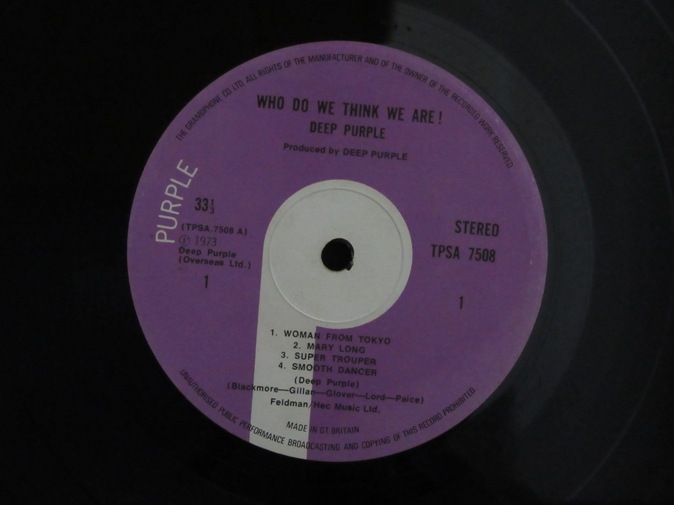 THE GRAMOPHONE CO LTD. ALL RIGHTS OF THE MANUFACTURER AND OF THE OWNER OF THE RECORDED WORK RESERVED
WHO DO WE THINK WE ARE!
DEEP PURPLE
Produced by DEEP PURPLE
PURPLE
33⅓
(TPSA.7508 A)
Ⓟ 1973
Deep Purple
(Overseas Ltd.)
1
STEREO
TPSA 7508
1
1. WOMAN FROM TOKYO
2. MARY LONG
3. SUPER TROUPER
4. SMOOTH DANCER
(Deep Purple)
(Blackmore—Gillan—Glover—Lord—Paice)
Feldman/Hec Music Ltd.
MADE IN GT. BRITAIN
UNAUTHORISED PUBLIC PERFORMANCE BROADCASTING AND COPYING OF THIS RECORD PROHIBITED